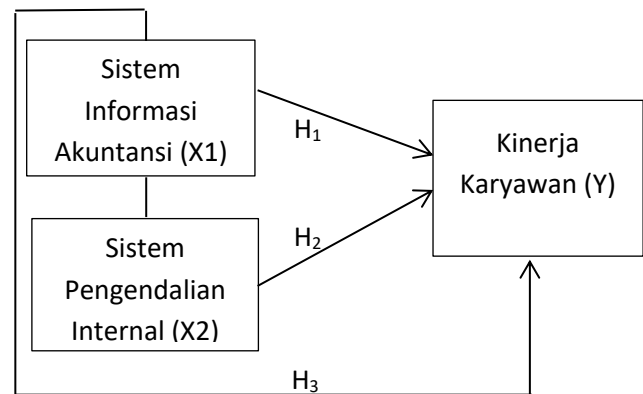 Sistem
Informasi
Akuntansi (X1)
H₁
Kinerja
Karyawan (Y)
Sistem
Pengendalian
Internal (X2)
H₂
H₃